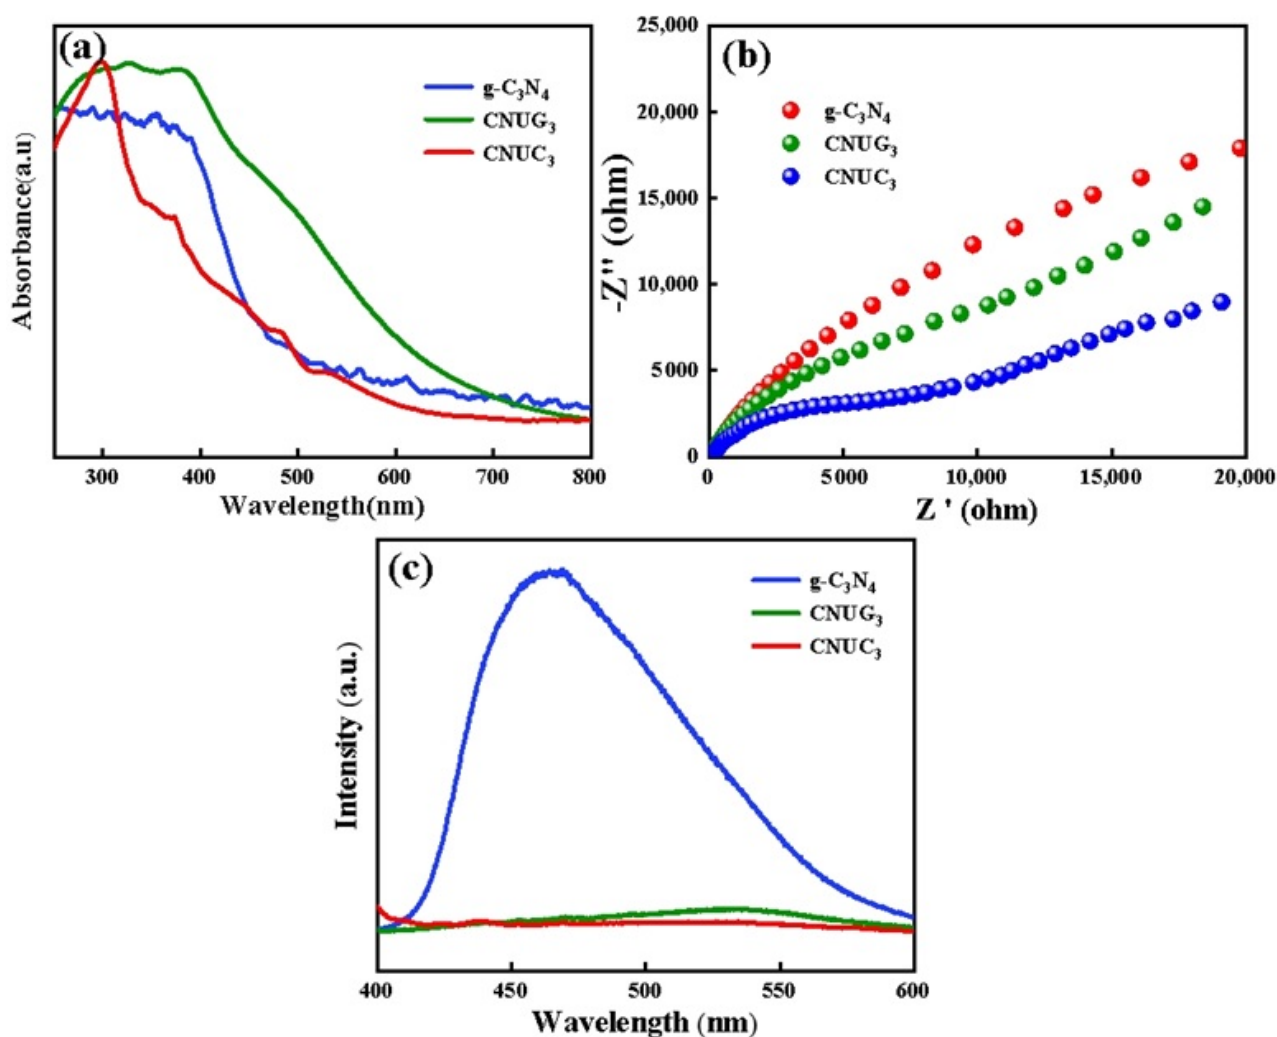 (a)
g-C₃N₄
CNUG₃
CNUC₃
Absorbance(a.u)
300 400 500 600 700 800
Wavelength(nm)
(b)
g-C₃N₄
CNUG₃
CNUC₃
-Z'' (ohm)
25,000
20,000
15,000
10,000
5 000
0
0 5000 10,000 15,000 20,000
Z ' (ohm)
(c)
g-C₃N₄
CNUG₃
CNUC₃
Intensity (a.u.)
400 450 500 550 600
Wavelength (nm)